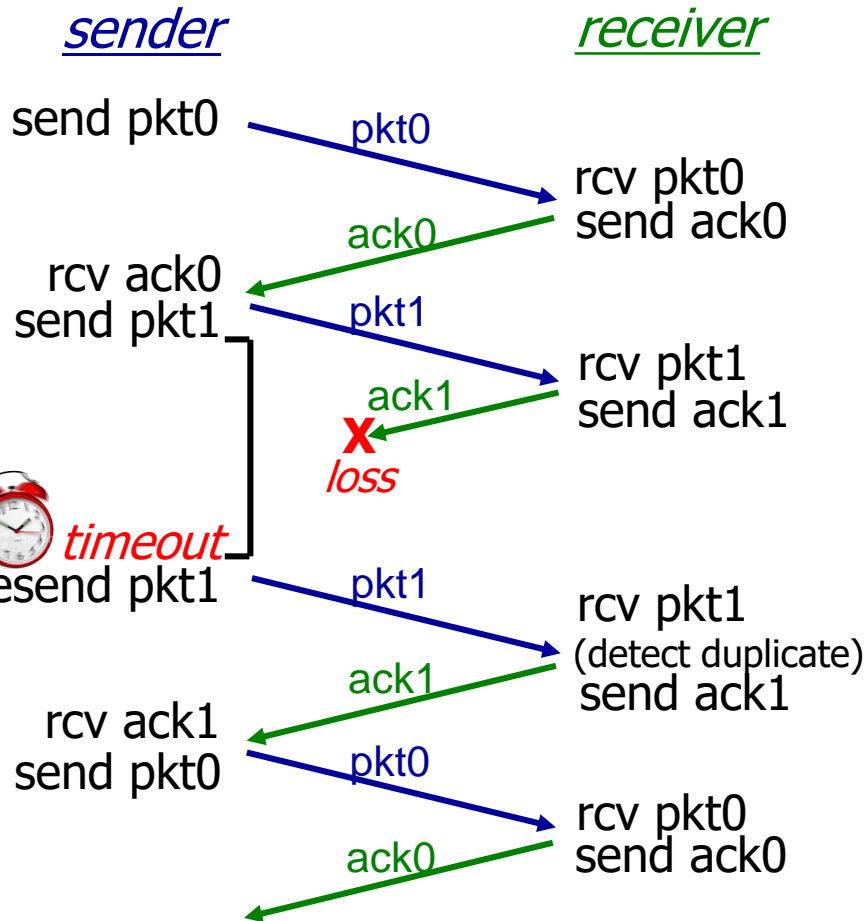 sender
receiver
send pkt0
pkt0
rcv pkt0
send ack0
ack0
rcv ack0
send pkt1
pkt1
rcv pkt1
send ack1
ack1
X
loss
timeout
esend pkt1
pkt1
rcv pkt1
(detect duplicate)
send ack1
ack1
rcv ack1
send pkt0
pkt0
rcv pkt0
send ack0
ack0